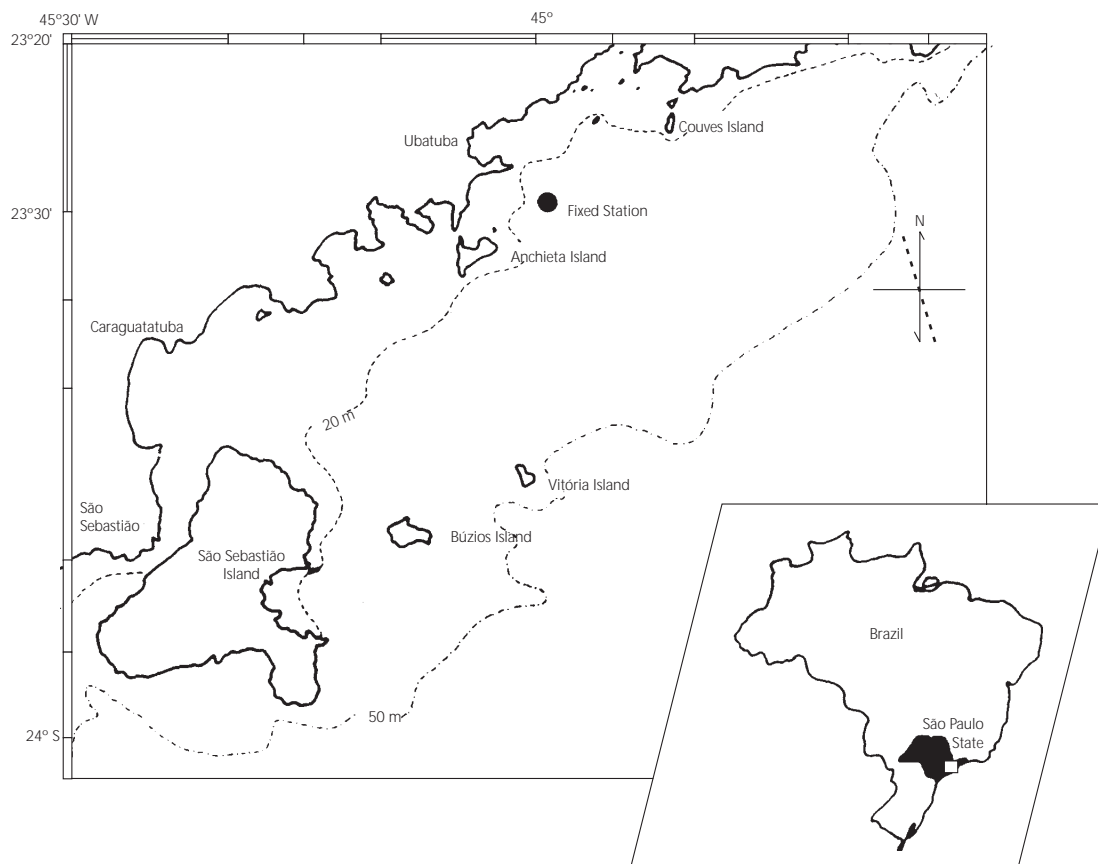 45°30' W
45°
23°20'
Couves Island
Ubatuba
Fixed Station
23°30'
N
Anchieta Island
Caraguatatuba
20 m
Vitória Island
São
Sebastião
Búzios Island
São Sebastião
Island
Brazil
50 m
São Paulo
State
24° S